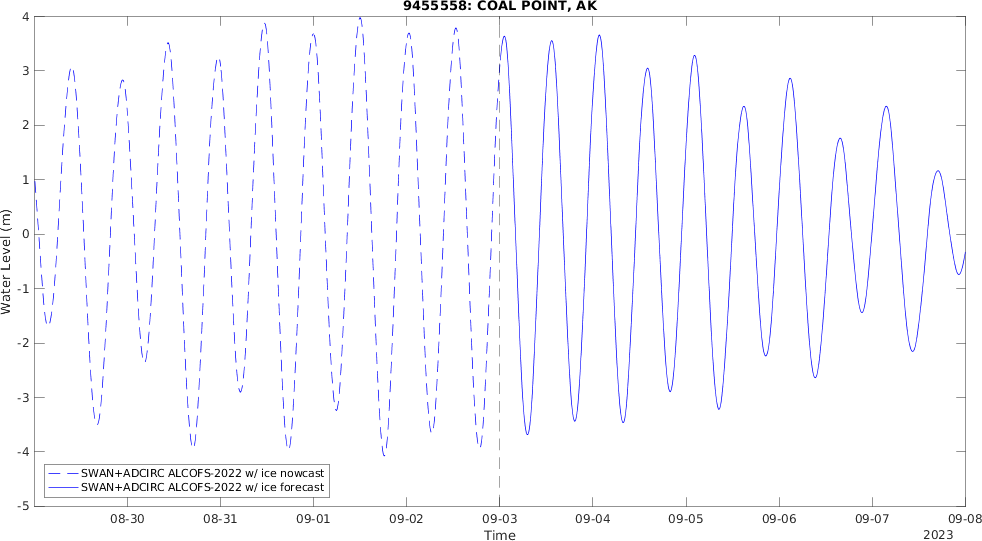 9455558: COAL POINT, AK
Water Level (m)
4
3
2
1
0
-1
-2
-3
-4
-5
SWAN+ADCIRC ALCOFS-2022 w/ ice nowcast
SWAN+ADCIRC ALCOFS-2022 w/ ice forecast
08-30 08-31 09-01 09-02 09-03 09-04 09-05 09-06 09-07 09-08
Time
2023